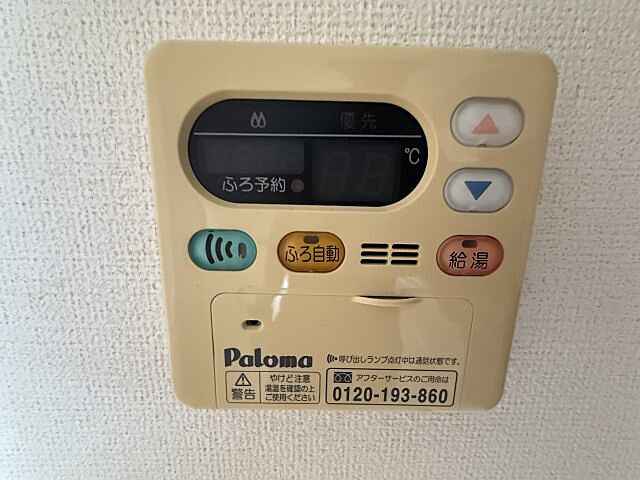 優先
℃
ふろ予約
ふろ自動
給湯
Paloma
呼び出しランプ点灯中は通話状態です。
警告
やけど注意
湯温を確認の上
ご使用ください
アフターサービスのご用命は
0120-193-860